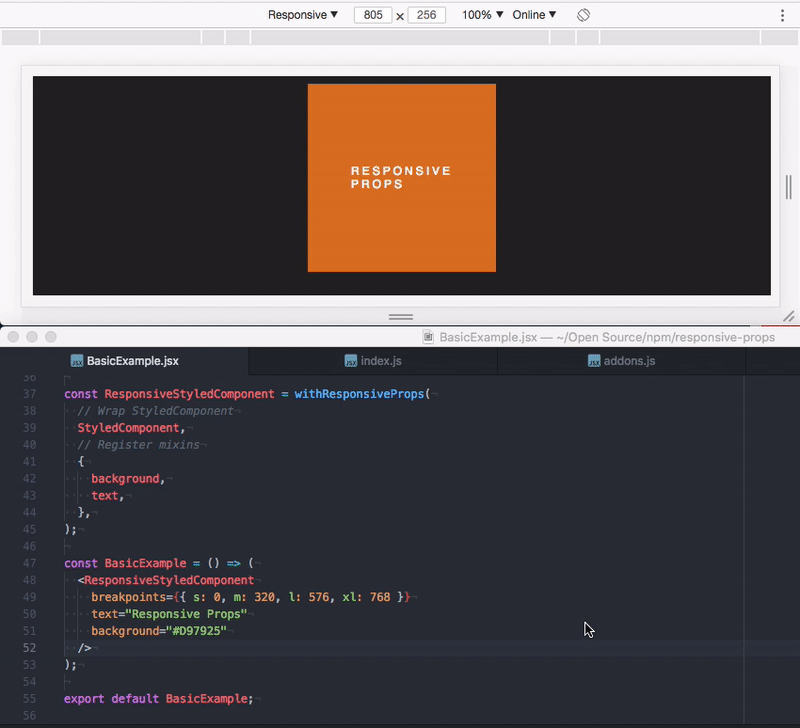 Responsive ▼ 805 × 256 100% ▼ Online ▼
RESPONSIVE
PROPS
BasicExample.jsx — ~/Open Source/npm/responsive-props
JSX BasicExample.jsx JSX index.js JSX addons.js
36
37 const ResponsiveStyledComponent = withResponsiveProps(
38 // Wrap StyledComponent
39 StyledComponent,
40 // Register mixins
41 {
42 background,
43 text,
44 },
45 );
46
47 const BasicExample = () => (
48 <ResponsiveStyledComponent
49 breakpoints={{ s: 0, m: 320, l: 576, xl: 768 }}
50 text="Responsive Props"
51 background="#D97925"
52 />
53 );
54
55 export default BasicExample;
56